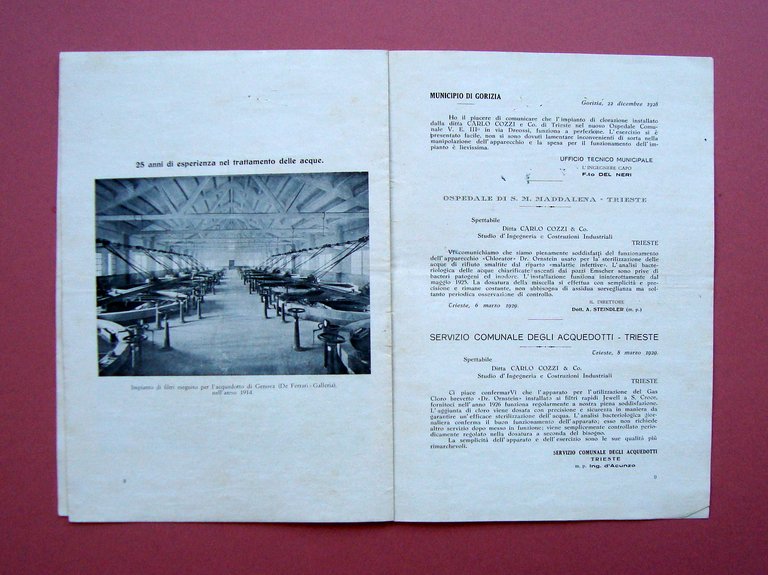 25 anni di esperienza nel trattamento delle acque.
Impianto di filtri eseguito per l'acquedotto di Genova (De Ferrari - Galleria),
nell'anno 1914
8
MUNICIPIO DI GORIZIA
Gorizia, 22 dicembre 1928
Ho il piacere di comunicare che l'impianto di clorazione installato
dalla ditta CARLO COZZI e Co. di Trieste nel nuovo Ospedale Comu-
nale V. E. IIIº in via Dreossi, funziona a perfezione. L'esercizio si è
presentato facile, non si sono dovuti lamentare inconvenienti di sorta nella
manipolazione dell'apparecchio e la spesa per il funzionamento dell'im-
pianto è lievissima.
UFFICIO TECNICO MUNICIPALE
L'INGEGNERE CAPO
F.to DEL NERI
OSPEDALE DI S. M. MADDALENA - TRIESTE
Spettabile
Ditta CARLO COZZI & Co.
Studio d'Ingegneria e Costruzioni Industriali
TRIESTE
Vi comunichiamo che siamo pienamente soddisfatti del funzionamento
dell'apparecchio «Chlorator» Dr. Ornstein usato per la sterilizzazione delle
acque di rifiuto smaltite dal riparto «malattie infettive». L'analisi bacte-
riologica delle acque chiarificate uscenti dai pozzi Emscher sono prive di
bacteri patogeni ed inodore. L'installazione funziona ininterrottamente dal
maggio 1925. La dosatura della miscella si effettua con semplicità e pre-
cisione e rimane costante, non abbisogna di assidua sorveglianza ma sol-
tanto periodica osservazione di controllo.
Trieste, 6 marzo 1929.
IL DIRETTORE
Dott. A. STEINDLER (m. p.)
SERVIZIO COMUNALE DEGLI ACQUEDOTTI - TRIESTE
Trieste, 8 marzo 1929.
Spettabile
Ditta CARLO COZZI & Co.
Studio d'Ingegneria e Costruzioni Industriali
TRIESTE
Ci piace confermarVi che l'apparato per l'utilizzazione del Gas
Cloro brevetto «Dr. Ornstein» installato ai filtri rapidi Jewell a S. Croce,
fornitoci nell'anno 1926 funziona regolarmente a nostra piena soddisfazione.
L'aggiunta di cloro viene dosata con precisione e sicurezza in maniera da
garantire un'efficace sterilizzazione dell'acqua. L'analisi bacteriologica gior-
naliera conferma il buon funzionamento dell'apparato; esso non richiede
altro servizio dopo messo in funzione; viene semplicemente controllato perio-
dicamente regolato nella dosatura a seconda del bisogno.
La semplicità dell'apparato e dell'esercizio sono le sue qualità più
rimarchevoli.
SERVIZIO COMUNALE DEGLI ACQUEDOTTI
TRIESTE
m. p. Ing. d'Acunzo
9